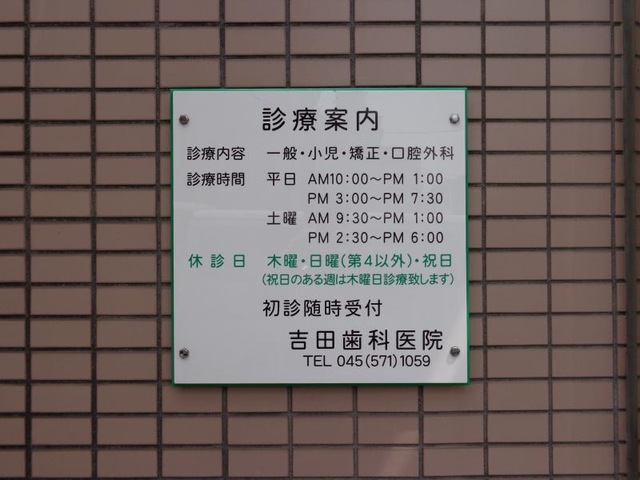 診療案内
診療内容 一般・小児・矯正・口腔外科
診療時間 平日 AM10:00～PM 1:00
PM 3:00～PM 7:30
土曜 AM 9:30～PM 1:00
PM 2:30～PM 6:00
休診日 木曜・日曜(第4以外)・祝日
(祝日のある週は木曜日診療致します)
初診随時受付
吉田歯科医院
TEL 045(571)1059